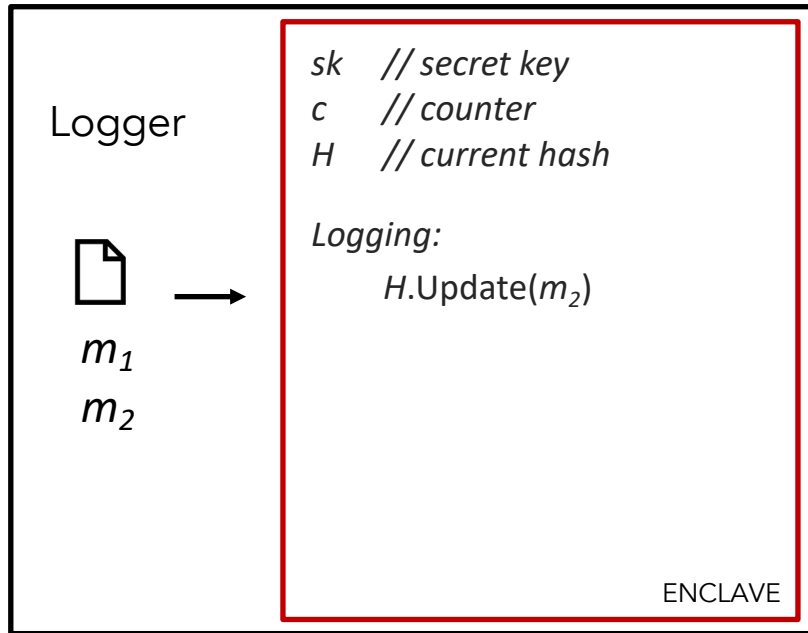 Logger
m₁
m₂
sk // secret key
c // counter
H // current hash
Logging:
H.Update(m₂)
ENCLAVE